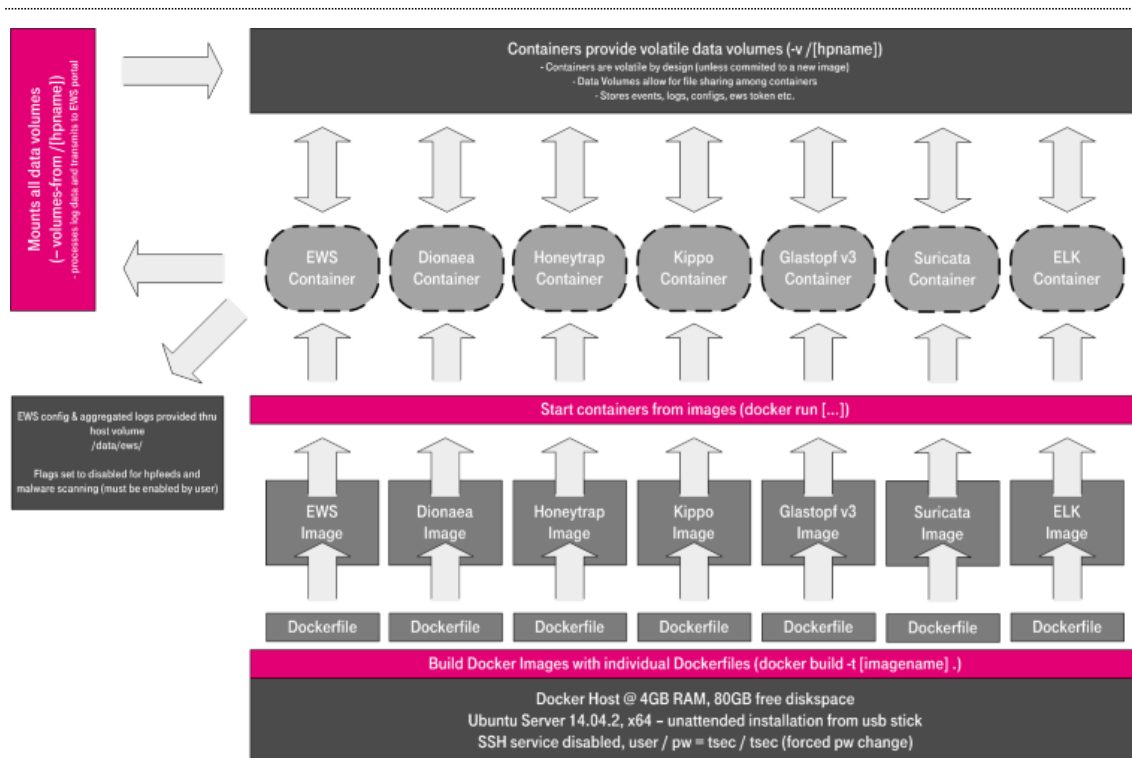 Containers provide volatile data volumes (-v /[hpname])
- Containers are volatile by design (unless commited to a new image)
- Data Volumes allow for file sharing among containers
- Stores events, logs, configs, ews token etc.
Mounts all data volumes
(– volumes-from /[hpname])
- processes log data and transmits to EWS portal
EWS
Container
Dionaea
Container
Honeytrap
Container
Kippo
Container
Glastopf v3
Container
Suricata
Container
ELK
Container
EWS config & aggregated logs provided thru
host volume
/data/ews/
Flags set to disabled for hpfeeds and
malware scanning (must be enabled by user)
Start containers from images (docker run [...])
EWS
Image
Dionaea
Image
Honeytrap
Image
Kippo
Image
Glastopf v3
Image
Suricata
Image
ELK
Image
Dockerfile
Dockerfile
Dockerfile
Dockerfile
Dockerfile
Dockerfile
Dockerfile
Build Docker Images with individual Dockerfiles (docker build -t [imagename] .)
Docker Host @ 4GB RAM, 80GB free diskspace
Ubuntu Server 14.04.2, x64 – unattended installation from usb stick
SSH service disabled, user / pw = tsec / tsec (forced pw change)